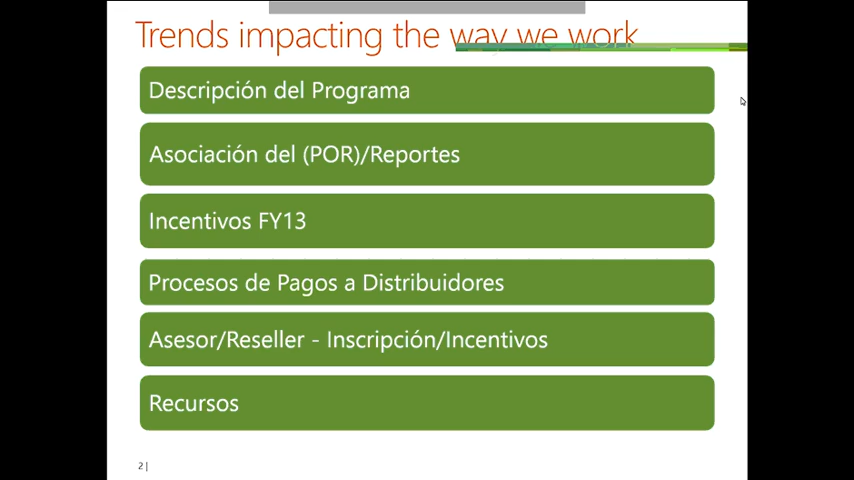 Trends impacting the way we work
Descripción del Programa
Asociación del (POR)/Reportes
Incentivos FY13
Procesos de Pagos a Distribuidores
Asesor/Reseller - Inscripción/Incentivos
Recursos
2 |